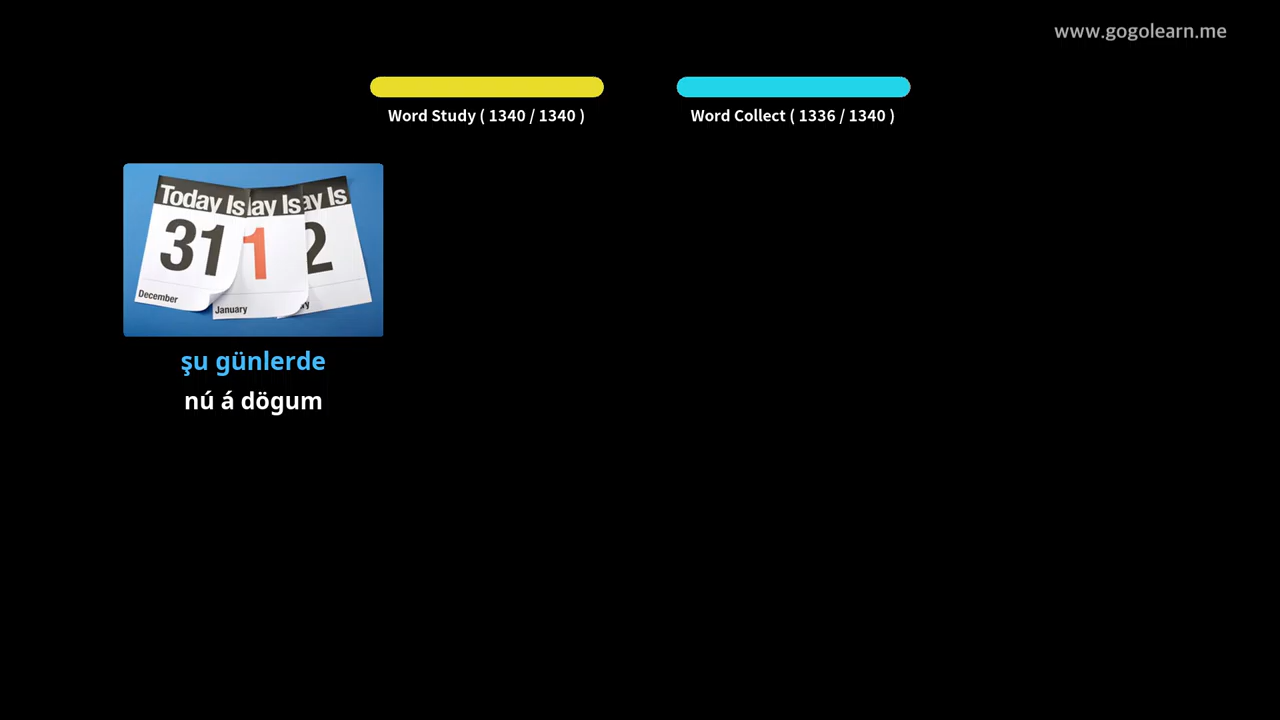 www.gogolearn.me
Word Study ( 1340 / 1340 )
Word Collect ( 1336 / 1340 )
Today Is
ay Is
ay Is
31
1
2
December
January
şu günlerde
nú á dögum